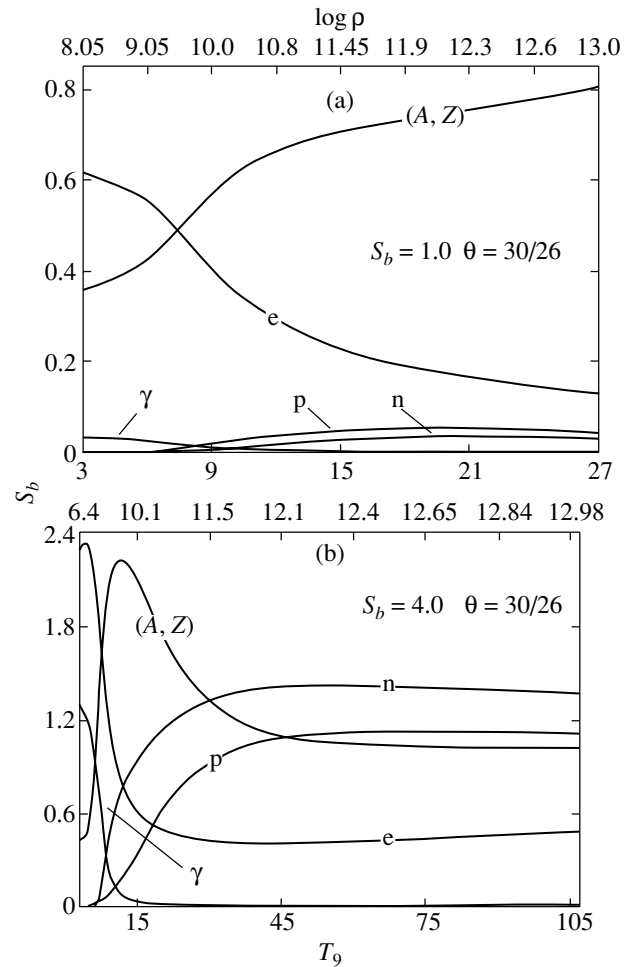 log ρ
8.05 9.05 10.0 10.8 11.45 11.9 12.3 12.6 13.0
0.8
(a)
(A, Z)
0.6
S_b = 1.0 θ = 30/26
0.4
e
0.2
γ
p
n
0
3 9 15 21 27
S_b
6.4 10.1 11.5 12.1 12.4 12.65 12.84 12.98
2.4
(b)
S_b = 4.0 θ = 30/26
(A, Z)
1.8
n
1.2
p
0.6
e
γ
0
15 45 75 105
T_9